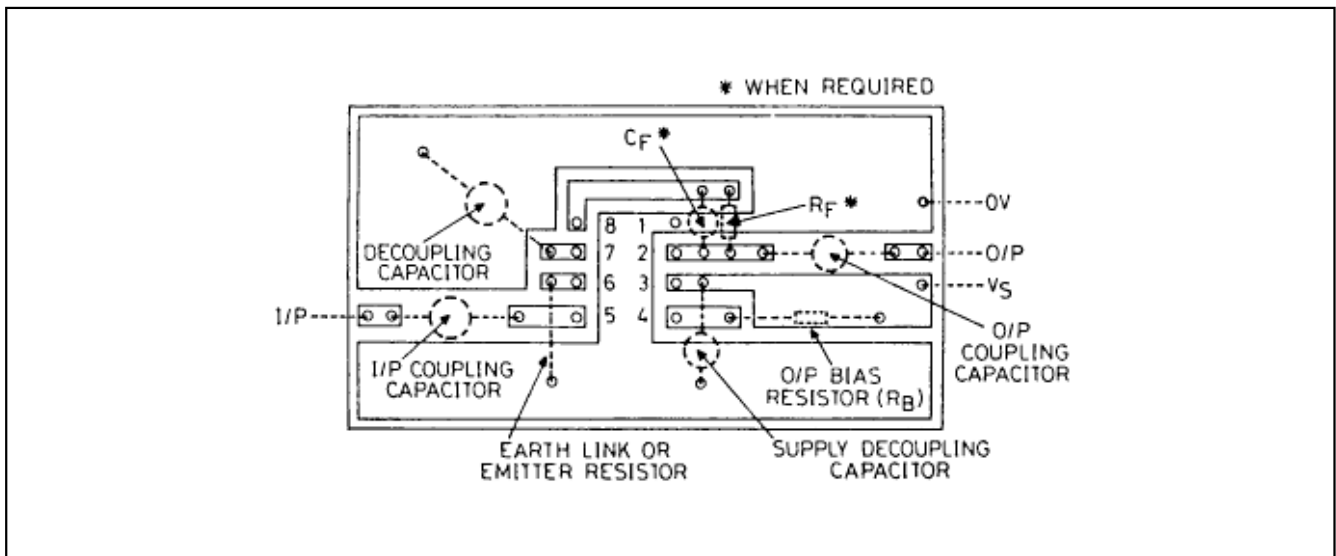 * WHEN REQUIRED
CF *
RF *
OV
8 1
DECOUPLING
CAPACITOR
7 2
O/P
6 3
VS
I/P
5 4
O/P
COUPLING
CAPACITOR
I/P COUPLING
CAPACITOR
O/P BIAS
RESISTOR (RB)
EARTH LINK OR
EMITTER RESISTOR
SUPPLY DECOUPLING
CAPACITOR